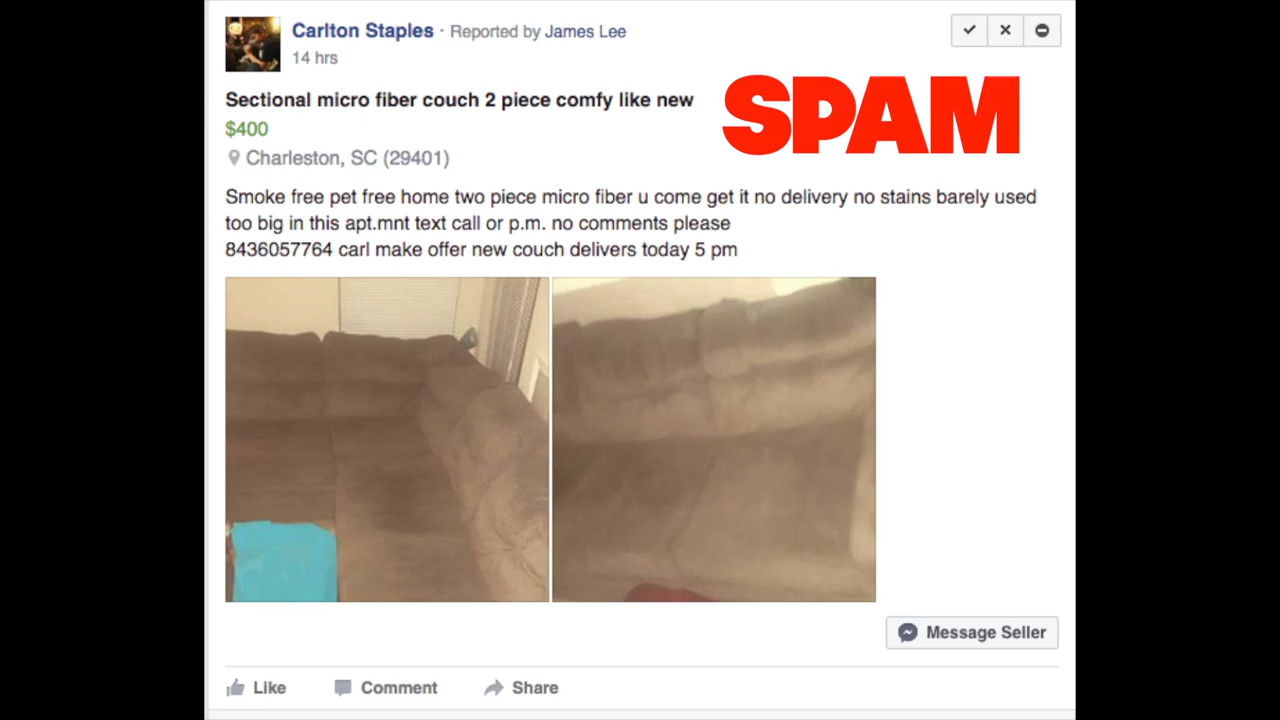 Carlton Staples · Reported by James Lee
14 hrs
SPAM
Sectional micro fiber couch 2 piece comfy like new
$400
Charleston, SC (29401)
Smoke free pet free home two piece micro fiber u come get it no delivery no stains barely used
too big in this apt.mnt text call or p.m. no comments please
8436057764 carl make offer new couch delivers today 5 pm
Message Seller
Like Comment Share